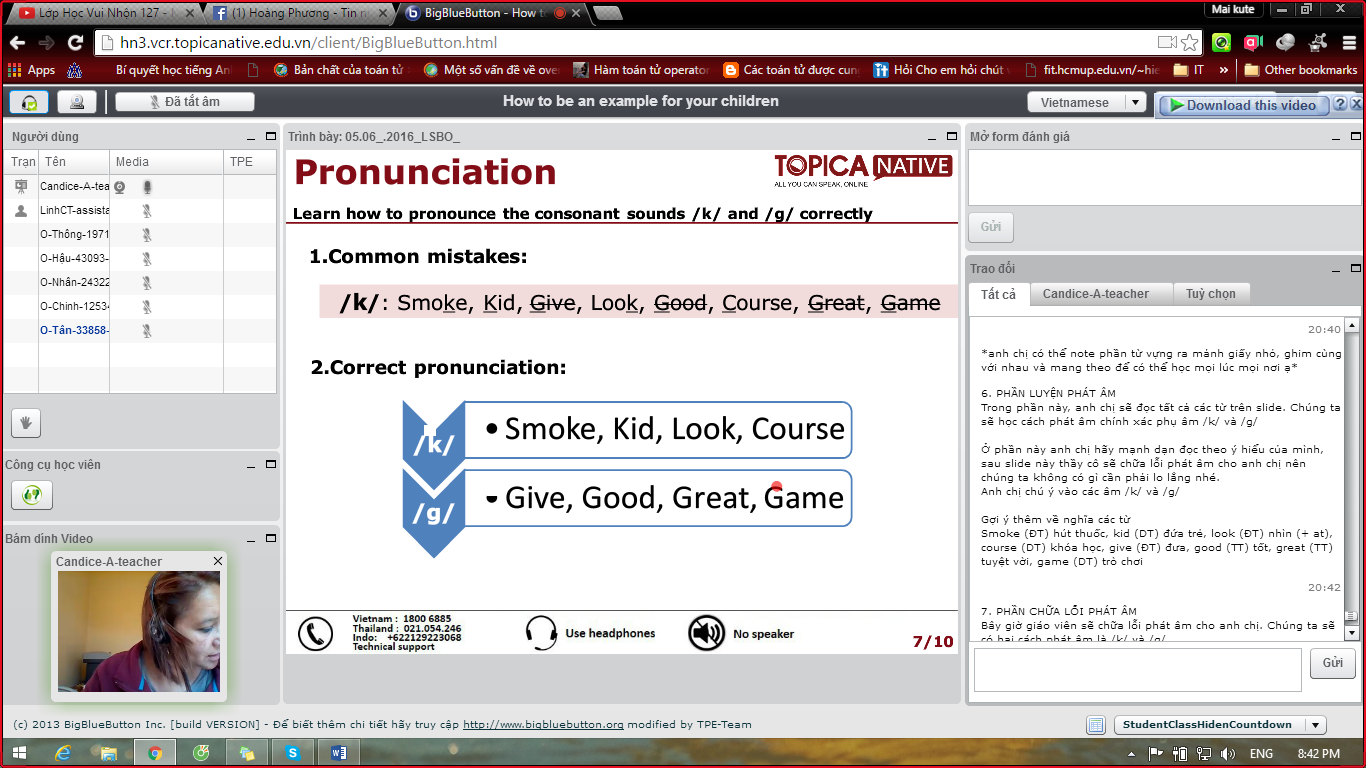 Lớp Học Vui Nhộn 127 -
(1) Hoàng Phương - Tin n
BigBlueButton - How t
Mai kute
hn3.vcr.topicanative.edu.vn/client/BigBlueButton.html
Apps
Bí quyết học tiếng An
Bản chất của toán tử
Một số vấn đề về over
Hàm toán tử operator
Các toán tử được cun
Hỏi Cho em hỏi chút v
fit.hcmup.edu.vn/~hie
IT
»
Other bookmarks
Đã tắt âm
How to be an example for your children
Vietnamese
Download this video
Người dùng
Trạn Tên Media TPE
Candice-A-tea
LinhCT-assista
O-Thông-1971
O-Hậu-43093-
O-Nhân-24322
O-Chinh-12534
O-Tân-33858-
Công cụ học viên
Bám dính Video
Candice-A-teacher
Trình bày: 05.06_.2016_LSBO_
Pronunciation
TOPICA NATIVE
ALL YOU CAN SPEAK, ONLINE
Learn how to pronounce the consonant sounds /k/ and /g/ correctly
1.Common mistakes:
/k/: Smoke, Kid, Give, Look, Good, Course, Great, Game
2.Correct pronunciation:
/k/
• Smoke, Kid, Look, Course
/g/
• Give, Good, Great, Game
Vietnam : 1800 6885
Thailand : 021.054.246
Indo: +622129223068
Technical support
Use headphones
No speaker
7/10
Mở form đánh giá
Gửi
Trao đổi
Tất cả
Candice-A-teacher
Tuỳ chọn
20:40
*anh chị có thể note phần từ vựng ra mảnh giấy nhỏ, ghim cùng
với nhau và mang theo để có thể học mọi lúc mọi nơi ạ*
6. PHẦN LUYỆN PHÁT ÂM
Trong phần này, anh chị sẽ đọc tất cả các từ trên slide. Chúng ta
sẽ học cách phát âm chính xác phụ âm /k/ và /g/
Ở phần này anh chị hãy mạnh dạn đọc theo ý hiểu của mình,
sau slide này thầy cô sẽ chữa lỗi phát âm cho anh chị nên
chúng ta không có gì cần phải lo lắng nhé.
Anh chị chú ý vào các âm /k/ và /g/
Gợi ý thêm về nghĩa các từ
Smoke (ĐT) hút thuốc, kid (DT) đứa trẻ, look (ĐT) nhìn (+ at),
course (DT) khóa học, give (ĐT) đưa, good (TT) tốt, great (TT)
tuyệt vời, game (DT) trò chơi
20:42
7. PHẦN CHỮA LỖI PHÁT ÂM
Bây giờ giáo viên sẽ chữa lỗi phát âm cho anh chị. Chúng ta sẽ
có hai cách phát âm là /k/ và /g/
Gửi
(c) 2013 BigBlueButton Inc. [build VERSION] - Để biết thêm chi tiết hãy truy cập http://www.bigbluebutton.org modified by TPE-Team
StudentClassHidenCountdown
ENG
8:42 PM